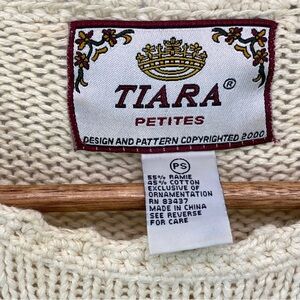 TIARA ®
PETITES
DESIGN AND PATTERN COPYRIGHTED 2000
PS
55% RAMIE
45% COTTON
EXCLUSIVE OF
ORNAMENTATION
RN 83437
MADE IN CHINA
SEE REVERSE
FOR CARE